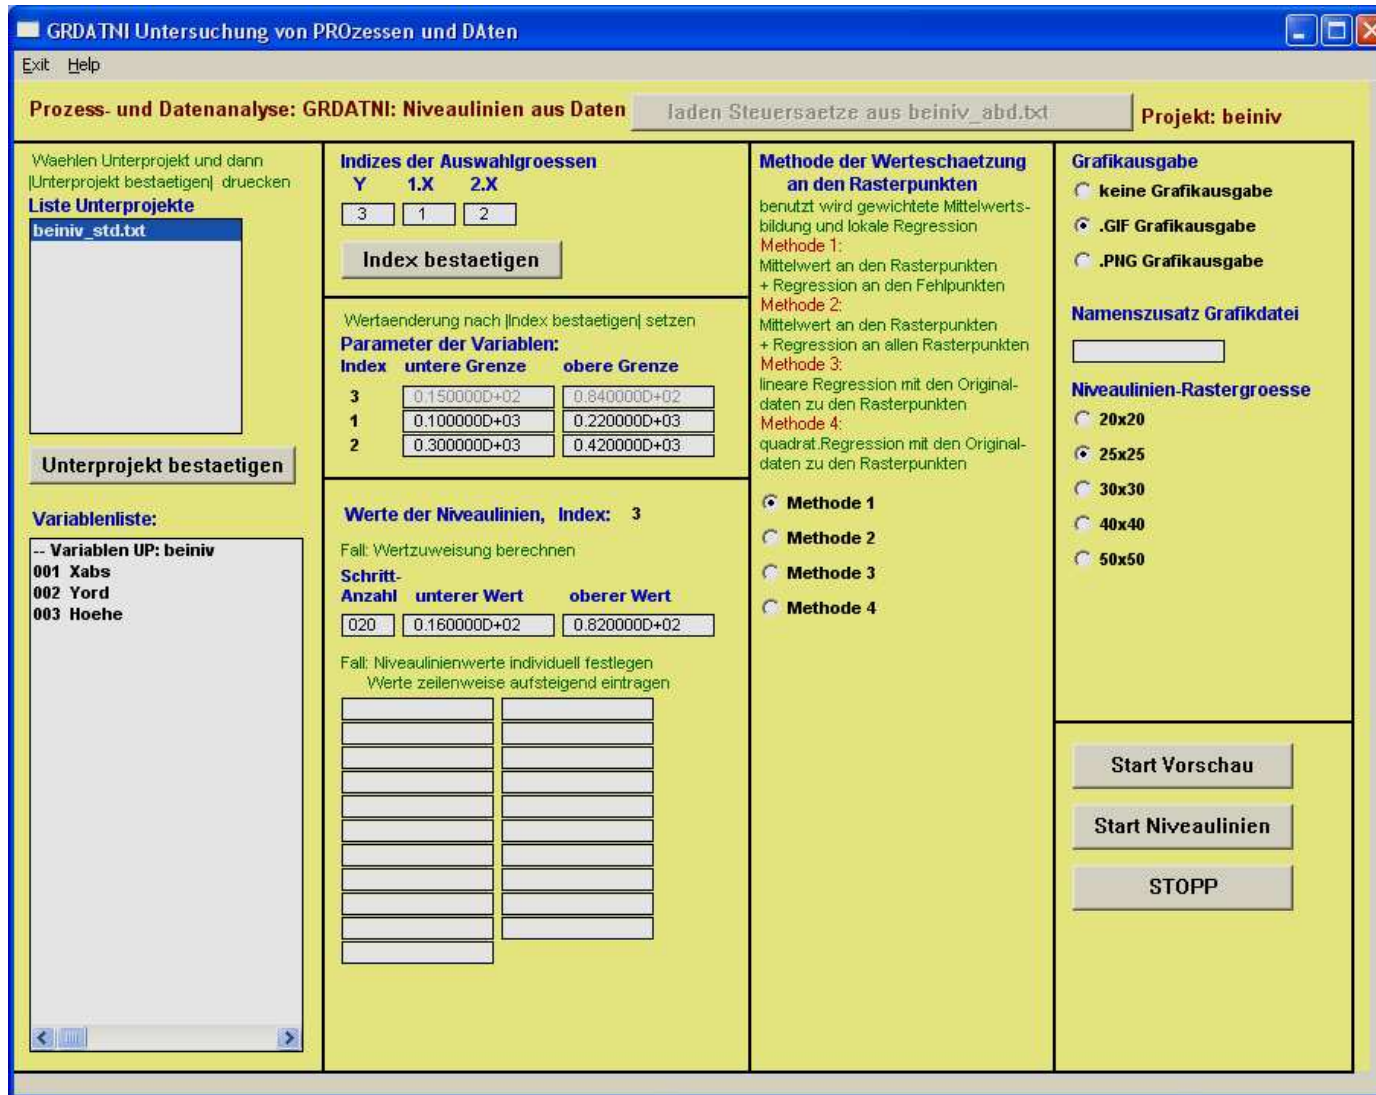 GRDATNI Untersuchung von PROzessen und DAten
Exit Help
Prozess- und Datenanalyse: GRDATNI: Niveaulinien aus Daten
laden Steuersaetze aus beiniv_abd.txt
Projekt: beiniv
Waehlen Unterprojekt und dann
|Unterprojekt bestaetigen| druecken
Liste Unterprojekte
beiniv_std.txt
Unterprojekt bestaetigen
Variablenliste:
-- Variablen UP: beiniv
001 Xabs
002 Yord
003 Hoehe
Indizes der Auswahlgroessen
Y 1.X 2.X
3 1 2
Index bestaetigen
Wertaenderung nach |Index bestaetigen| setzen
Parameter der Variablen:
Index untere Grenze obere Grenze
3 0.150000D+02 0.840000D+02
1 0.100000D+03 0.220000D+03
2 0.300000D+03 0.420000D+03
Werte der Niveaulinien, Index: 3
Fall: Wertzuweisung berechnen
Schritt-
Anzahl unterer Wert oberer Wert
020 0.160000D+02 0.820000D+02
Fall: Niveaulinienwerte individuell festlegen
Werte zeilenweise aufsteigend eintragen
Methode der Werteschaetzung
an den Rasterpunkten
benutzt wird gewichtete Mittelwerts-
bildung und lokale Regression
Methode 1:
Mittelwert an den Rasterpunkten
+ Regression an den Fehlpunkten
Methode 2:
Mittelwert an den Rasterpunkten
+ Regression an allen Rasterpunkten
Methode 3:
lineare Regression mit den Original-
daten zu den Rasterpunkten
Methode 4:
quadrat.Regression mit den Original-
daten zu den Rasterpunkten
Methode 1
Methode 2
Methode 3
Methode 4
Grafikausgabe
keine Grafikausgabe
.GIF Grafikausgabe
.PNG Grafikausgabe
Namenszusatz Grafikdatei
Niveaulinien-Rastergroesse
20x20
25x25
30x30
40x40
50x50
Start Vorschau
Start Niveaulinien
STOPP